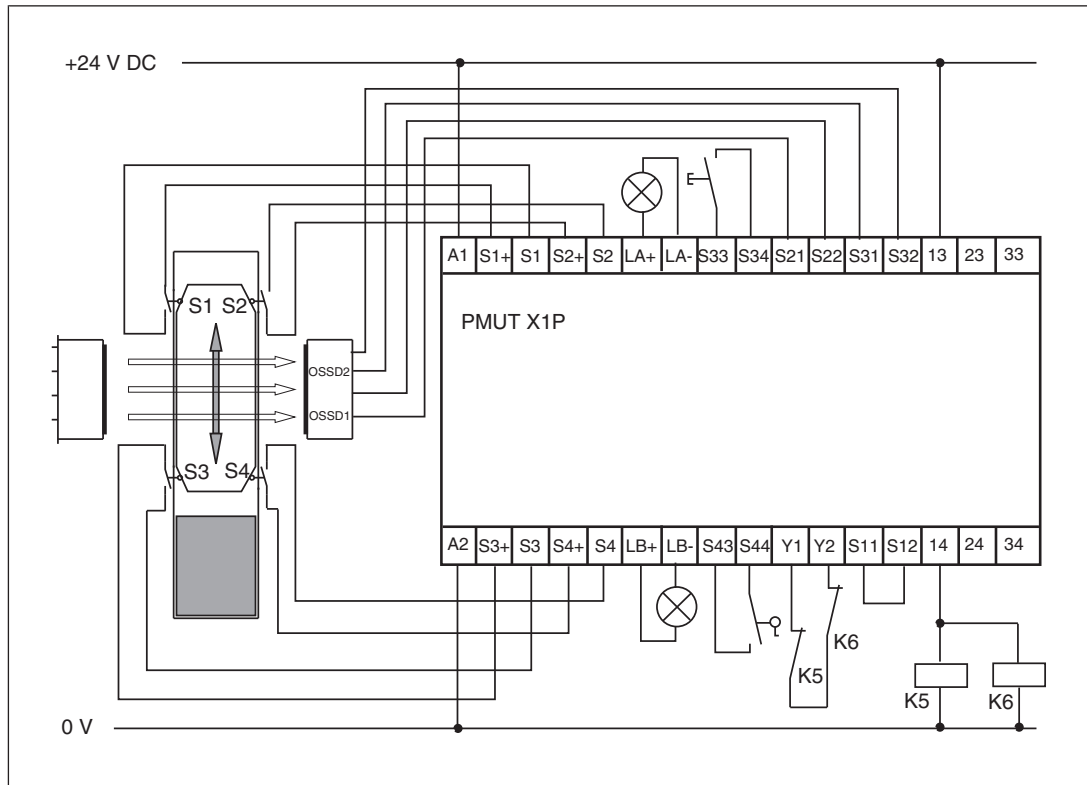 +24 V DC
A1 S1+ S1 S2+ S2 LA+ LA- S33 S34 S21 S22 S31 S32 13 23 33
S1 S2
PMUT X1P
OSSD2
OSSD1
S3 S4
A2 S3+ S3 S4+ S4 LB+ LB- S43 S44 Y1 Y2 S11 S12 14 24 34
K6
K5
K5 K6
0 V